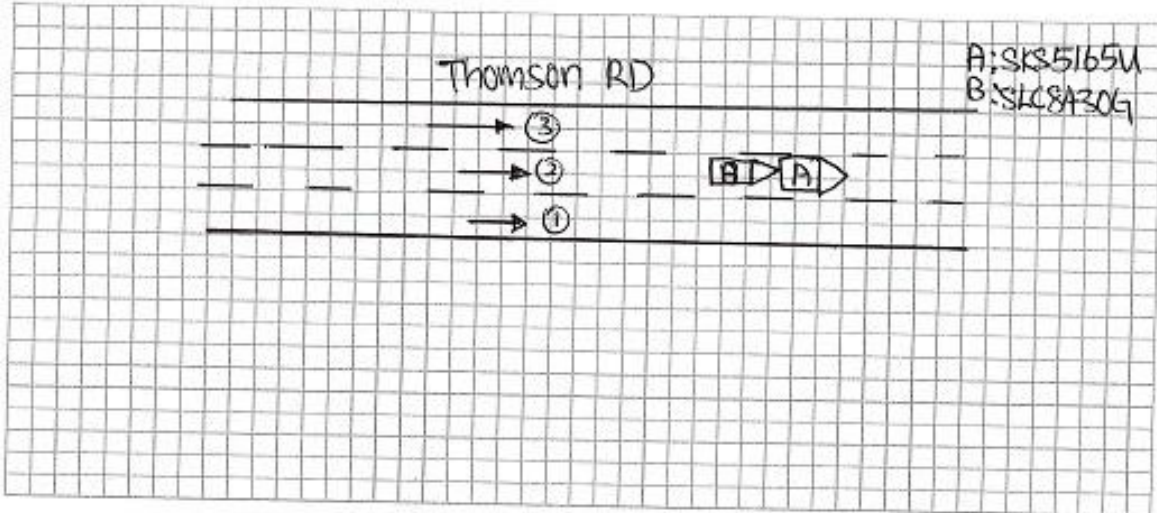 Thomson RD
A:SKS5165U
B:SLC8430G
③
②
B A
①